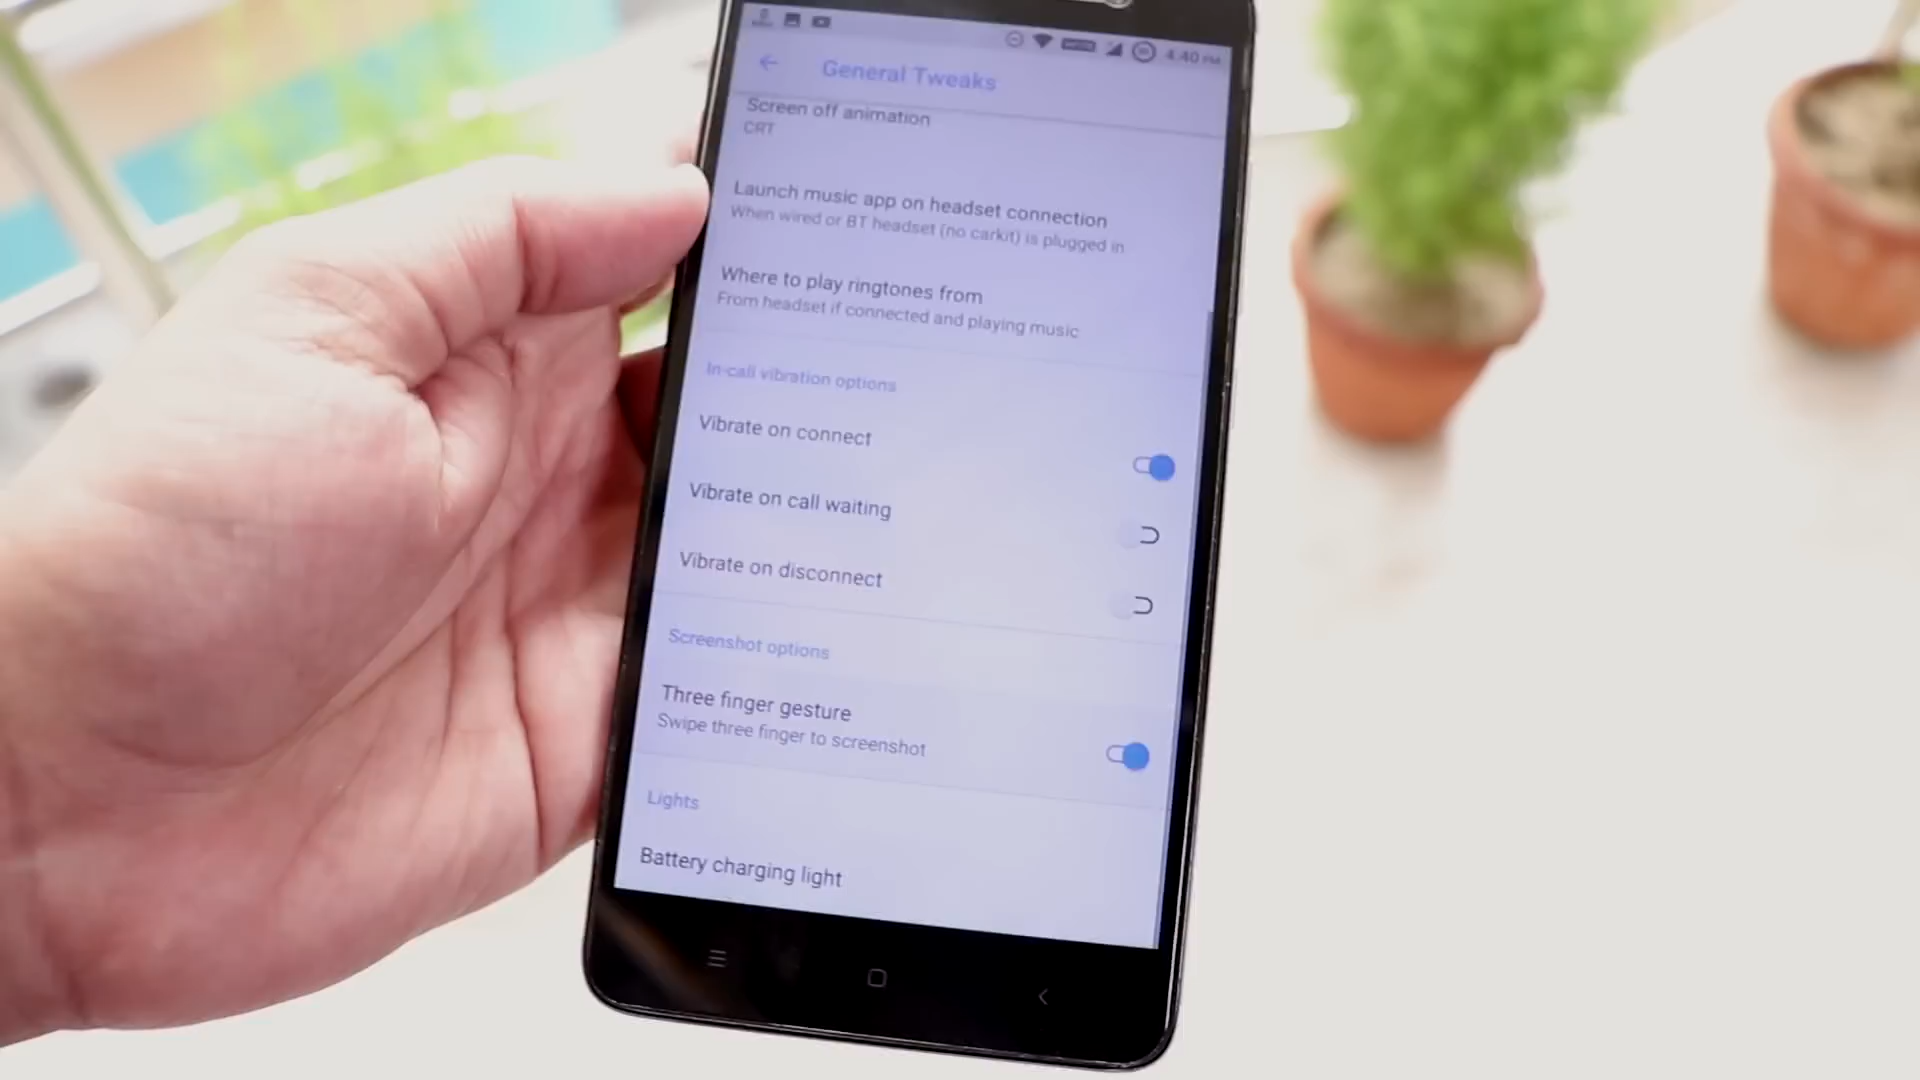 4:40 PM
General Tweaks
Screen off animation
CRT
Launch music app on headset connection
When wired or BT headset (no carkit) is plugged in
Where to play ringtones from
From headset if connected and playing music
In-call vibration options
Vibrate on connect
Vibrate on call waiting
Vibrate on disconnect
Screenshot options
Three finger gesture
Swipe three finger to screenshot
Lights
Battery charging light